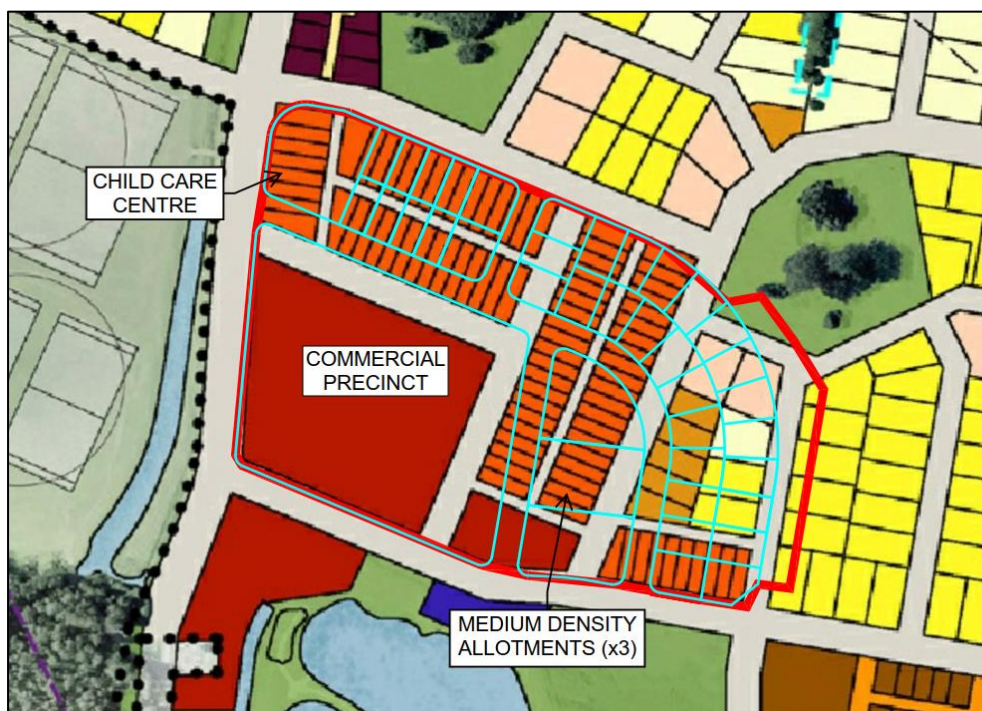 CHILD CARE
CENTRE
COMMERCIAL
PRECINCT
MEDIUM DENSITY
ALLOTMENTS (x3)